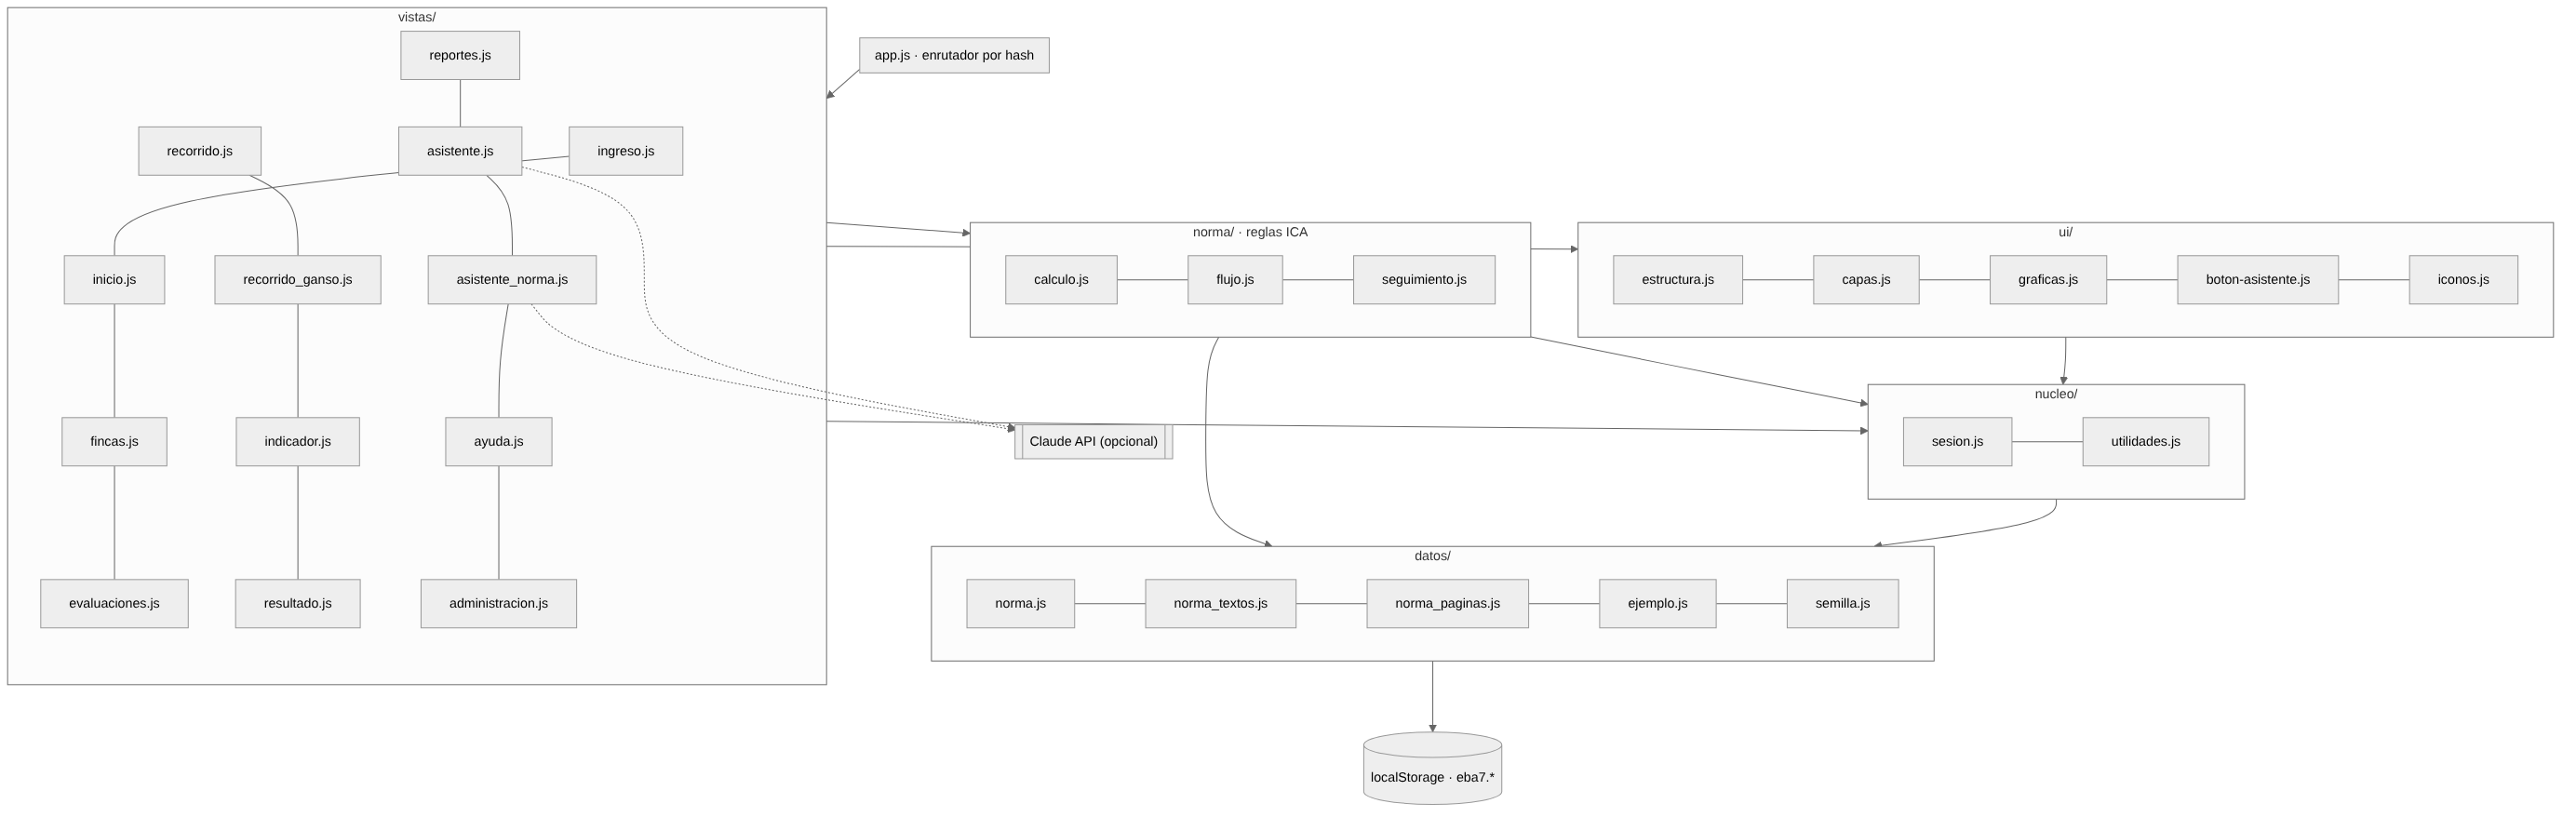 vistas/
reportes.js
app.js · enrutador por hash
recorrido.js
asistente.js
ingreso.js
norma/ · reglas ICA
ui/
inicio.js
recorrido_ganso.js
asistente_norma.js
calculo.js
flujo.js
seguimiento.js
estructura.js
capas.js
graficas.js
boton-asistente.js
iconos.js
nucleo/
fincas.js
indicador.js
ayuda.js
Claude API (opcional)
sesion.js
utilidades.js
datos/
evaluaciones.js
resultado.js
administracion.js
norma.js
norma_textos.js
norma_paginas.js
ejemplo.js
semilla.js
localStorage · eba7.*